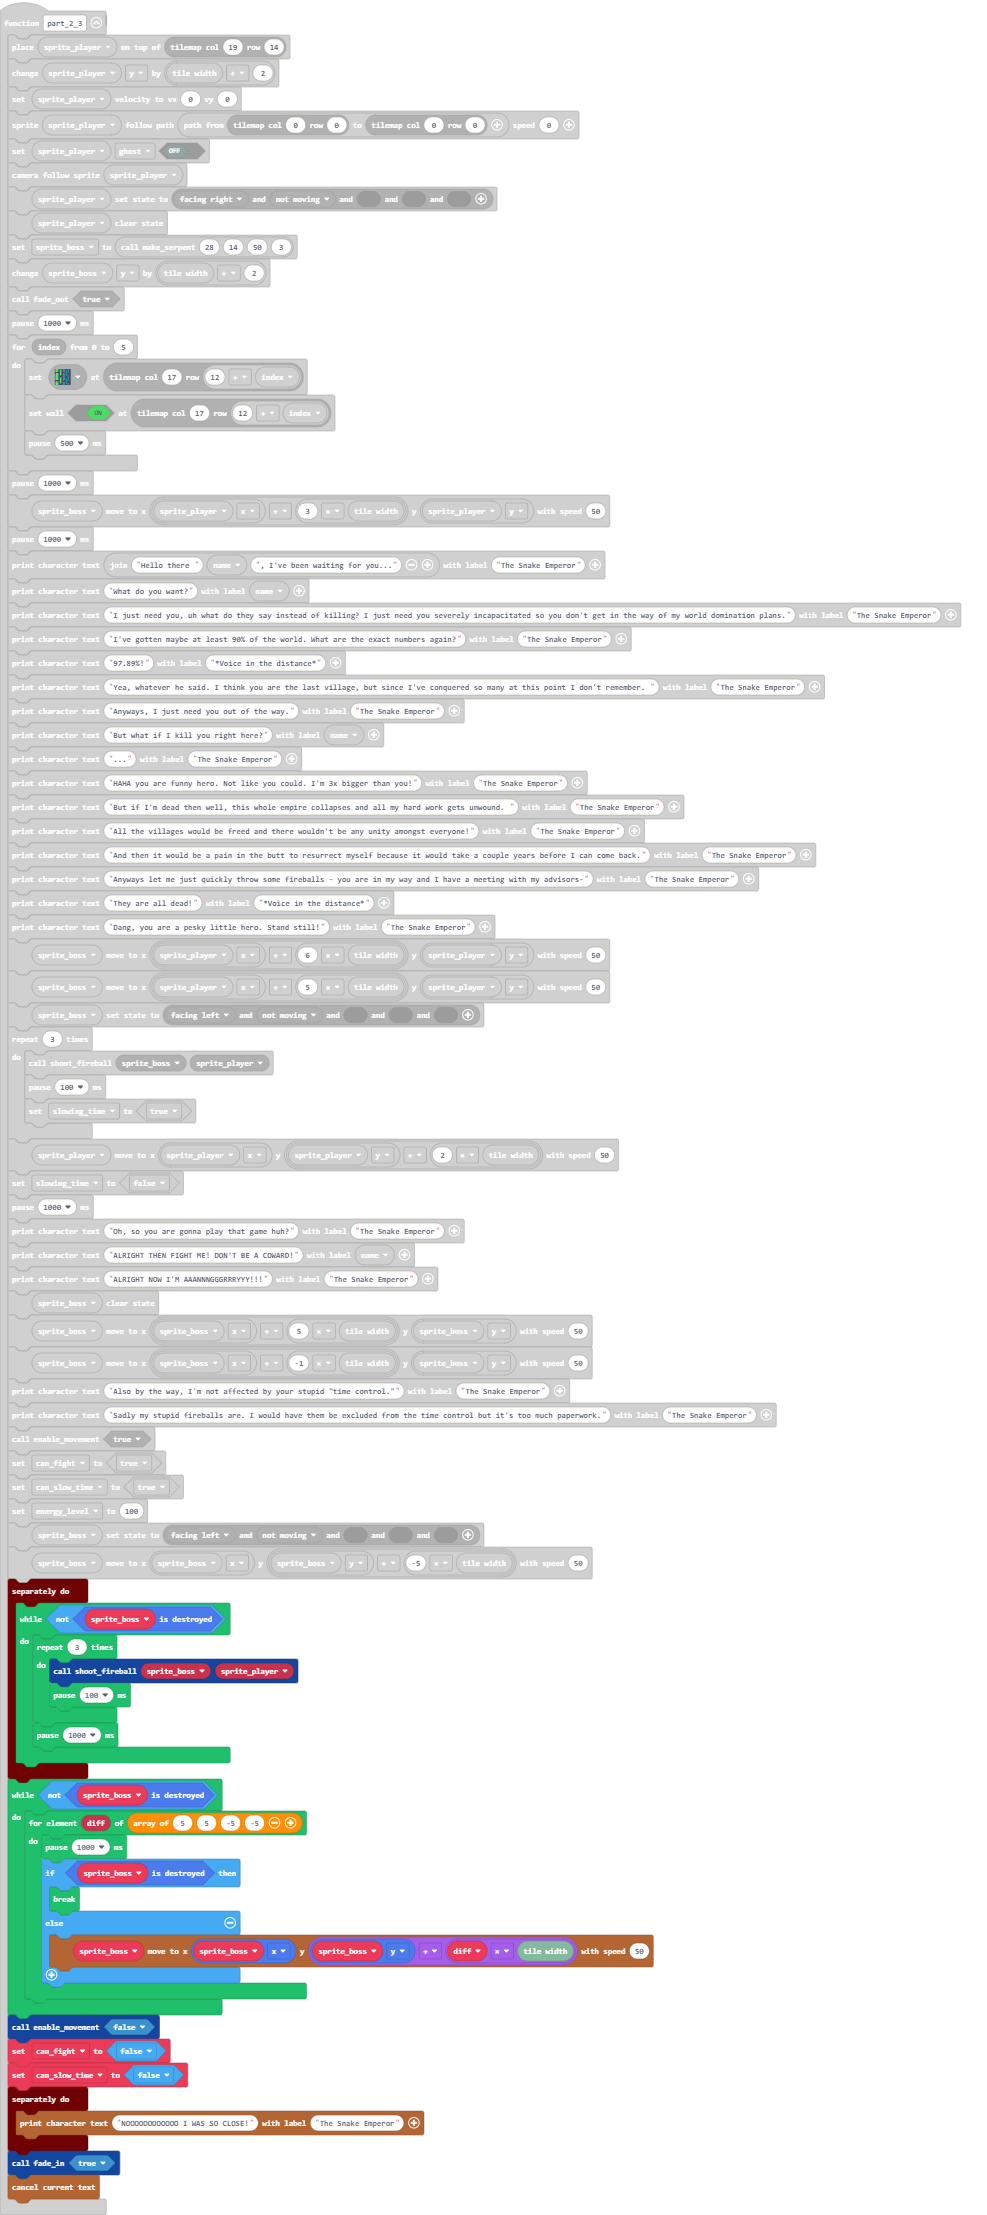 function part_2_3
place sprite_player on top of tilemap col 19 row 14
change sprite_player y by tile width ÷ 2
set sprite_player velocity to vx 0 vy 0
sprite sprite_player follow path path from tilemap col 0 row 0 to tilemap col 0 row 0 speed 0
set sprite_player ghost OFF
camera follow sprite sprite_player
sprite_player set state to facing right and not moving and and and
sprite_player clear state
set sprite_boss to call make_serpent 28 14 50 3
change sprite_boss y by tile width ÷ 2
call fade_out true
pause 1000 ms
for index from 0 to 5
do
set at tilemap col 17 row 12 + index
set wall ON at tilemap col 17 row 12 + index
pause 500 ms
pause 1000 ms
sprite_boss move to x sprite_player x + 3 × tile width y sprite_player y with speed 50
pause 1000 ms
print character text join "Hello there " name ", I've been waiting for you..." with label "The Snake Emperor"
print character text "What do you want?" with label name
print character text "I just need you, uh what do they say instead of killing? I just need you severely incapacitated so you don't get in the way of my world domination plans." with label "The Snake Emperor"
print character text "I've gotten maybe at least 90% of the world. What are the exact numbers again?" with label "The Snake Emperor"
print character text "97.89%!" with label "*Voice in the distance*"
print character text "Yea, whatever he said. I think you are the last village, but since I've conquered so many at this point I don't remember. " with label "The Snake Emperor"
print character text "Anyways, I just need you out of the way." with label "The Snake Emperor"
print character text "But what if I kill you right here?" with label name
print character text "..." with label "The Snake Emperor"
print character text "HAHA you are funny hero. Not like you could. I'm 3x bigger than you!" with label "The Snake Emperor"
print character text "But if I'm dead then well, this whole empire collapses and all my hard work gets unwound. " with label "The Snake Emperor"
print character text "All the villages would be freed and there wouldn't be any unity amongst everyone!" with label "The Snake Emperor"
print character text "And then it would be a pain in the butt to resurrect myself because it would take a couple years before I can come back." with label "The Snake Emperor"
print character text "Anyways let me just quickly throw some fireballs - you are in my way and I have a meeting with my advisors-" with label "The Snake Emperor"
print character text "They are all dead!" with label "*Voice in the distance*"
print character text "Dang, you are a pesky little hero. Stand still!" with label "The Snake Emperor"
sprite_boss move to x sprite_player x + 6 × tile width y sprite_player y with speed 50
sprite_boss move to x sprite_player x + 5 × tile width y sprite_player y with speed 50
sprite_boss set state to facing left and not moving and and and
repeat 3 times
do
call shoot_fireball sprite_boss sprite_player
pause 100 ms
set slowing_time to true
sprite_player move to x sprite_player x y sprite_player y + 2 × tile width with speed 50
set slowing_time to false
pause 1000 ms
print character text "Oh, so you are gonna play that game huh?" with label "The Snake Emperor"
print character text "ALRIGHT THEN FIGHT ME! DON'T BE A COWARD!" with label name
print character text "ALRIGHT NOW I'M AAANNNGGGRRRYYY!!!" with label "The Snake Emperor"
sprite_boss clear state
sprite_boss move to x sprite_boss x + 5 × tile width y sprite_boss y with speed 50
sprite_boss move to x sprite_boss x + -1 × tile width y sprite_boss y with speed 50
print character text "Also by the way, I'm not affected by your stupid "time control."" with label "The Snake Emperor"
print character text "Sadly my stupid fireballs are. I would have them be excluded from the time control but it's too much paperwork." with label "The Snake Emperor"
call enable_movement true
set can_fight to true
set can_slow_time to true
set energy_level to 100
sprite_boss set state to facing left and not moving and and and
sprite_boss move to x sprite_boss x y sprite_boss y + -5 × tile width with speed 50
separately do
while not sprite_boss is destroyed
do
repeat 3 times
do
call shoot_fireball sprite_boss sprite_player
pause 100 ms
pause 1000 ms
while not sprite_boss is destroyed
do
for element diff of array of 5 5 -5 -5
do
pause 1000 ms
if sprite_boss is destroyed then
break
else
sprite_boss move to x sprite_boss x y sprite_boss y + diff × tile width with speed 50
call enable_movement false
set can_fight to false
set can_slow_time to false
separately do
print character text "NOOOOOOOOOOOO I WAS SO CLOSE!" with label "The Snake Emperor"
call fade_in true
cancel current text